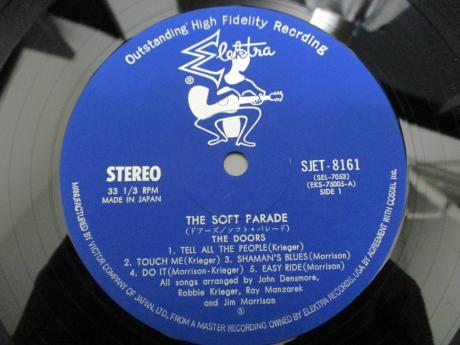 Outstanding High Fidelity Recrding
Elektra
®
STEREO
33 1/3 RPM
MADE IN JAPAN
SJET-8161
(SEL-7053)
(EKS-75005-A)
SIDE 1
THE SOFT PARADE
(ドアーズ/ソフト・パレード)
THE DOORS
1. TELL ALL THE PEOPLE(Krieger)
2. TOUCH ME(Krieger) 3. SHAMAN'S BLUES(Morrison)
4. DO IT(Morrison-Krieger) 5. EASY RIDE(Morrison)
All songs arranged by John Densmore,
Robbie Krieger, Ray Manzarek
and Jim Morrison
Ⓢ
MANUFACTURED BY VICTOR COMPANY OF JAPAN, LTD. FROM A MASTER RECORDING OWNED BY ELEKTRA RECORDS, USA BY AGREEMENT WITH COSDEL Inc.